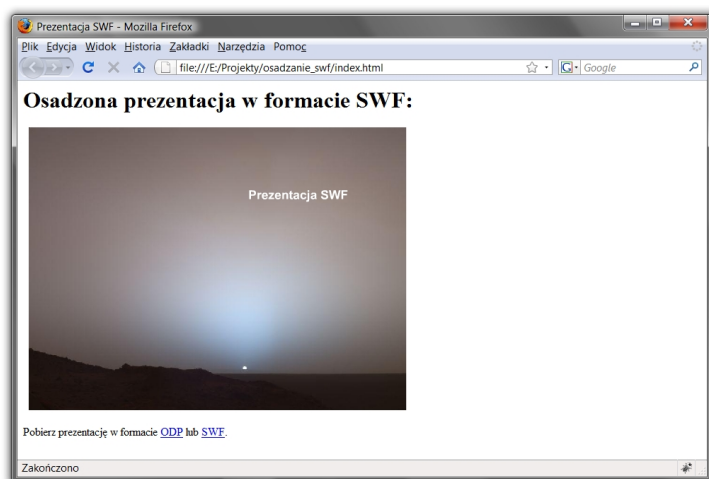 Prezentacja SWF - Mozilla Firefox
Plik Edycja Widok Historia Zakładki Narzędzia Pomoc
file:///E:/Projekty/osadzanie_swf/index.html
Google
Osadzona prezentacja w formacie SWF:
Prezentacja SWF
Pobierz prezentację w formacie ODP lub SWF.
Zakończono